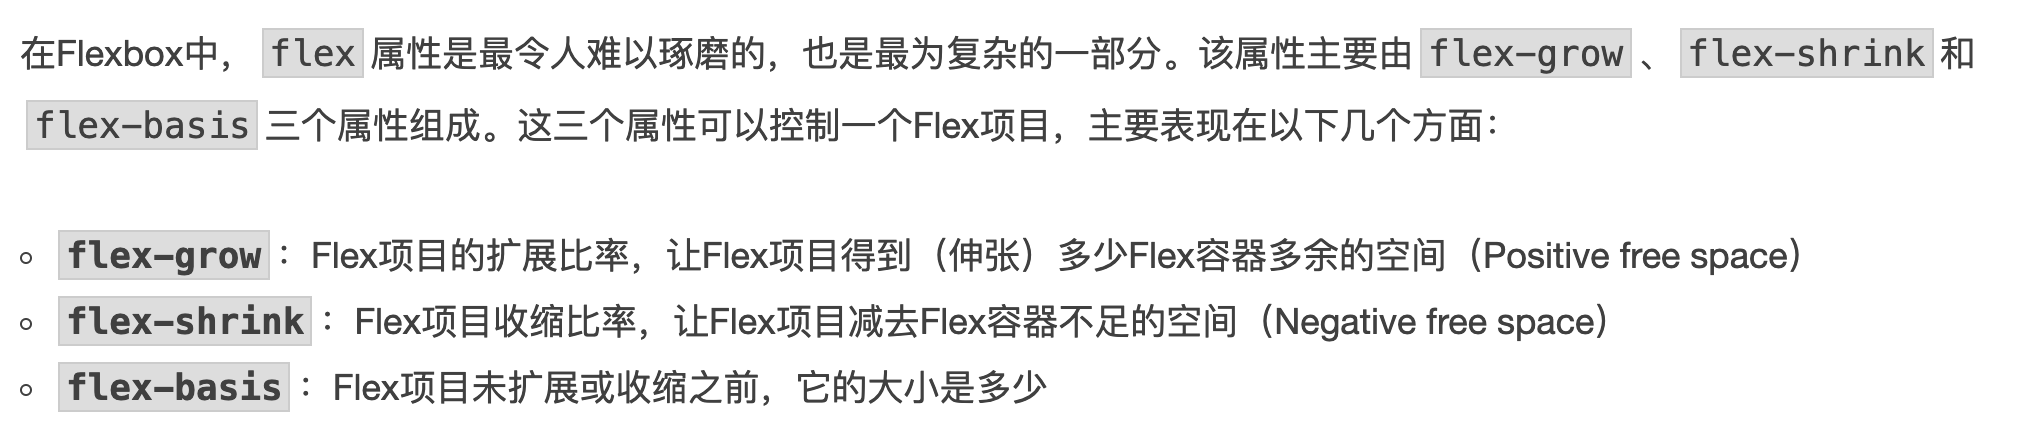 在Flexbox中， flex 属性是最令人难以琢磨的，也是最为复杂的一部分。该属性主要由 flex-grow 、 flex-shrink 和
flex-basis 三个属性组成。这三个属性可以控制一个Flex项目，主要表现在以下几个方面：
flex-grow ：Flex项目的扩展比率，让Flex项目得到（伸张）多少Flex容器多余的空间（Positive free space）
flex-shrink ：Flex项目收缩比率，让Flex项目减去Flex容器不足的空间（Negative free space）
flex-basis ：Flex项目未扩展或收缩之前，它的大小是多少